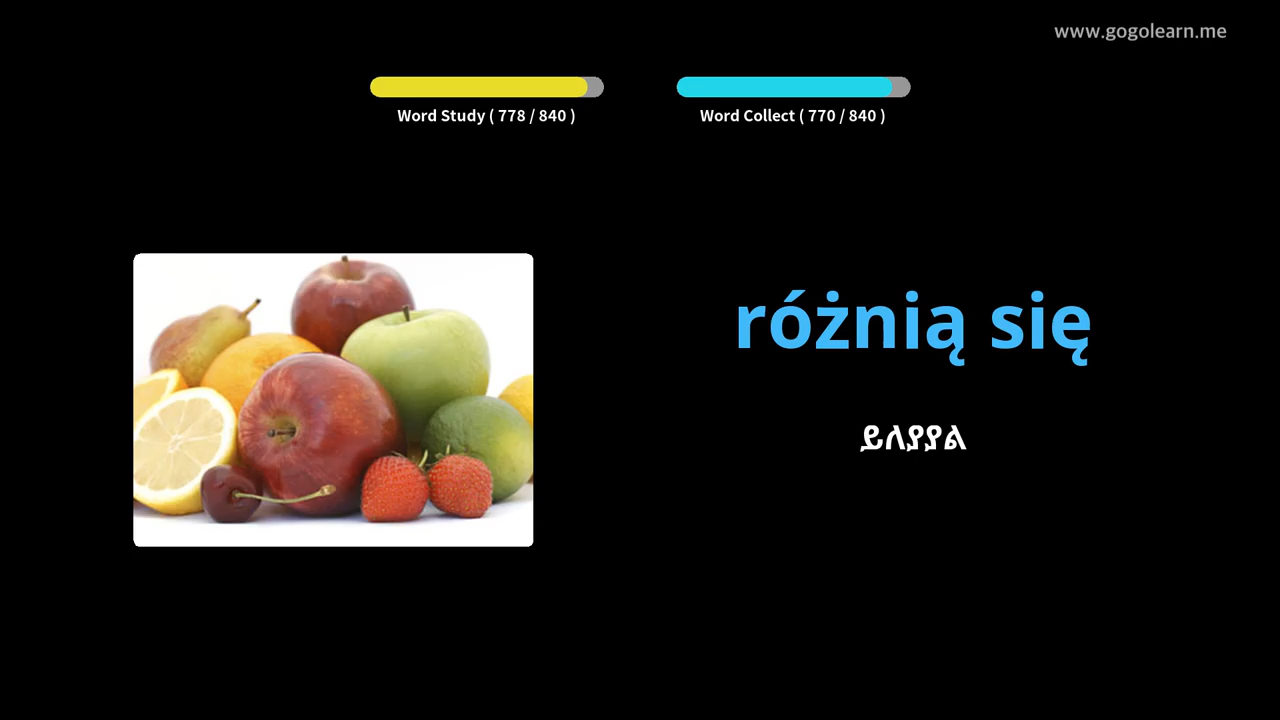 www.gogolearn.me
Word Study ( 778 / 840 )
Word Collect ( 770 / 840 )
różnią się
ይለያያል